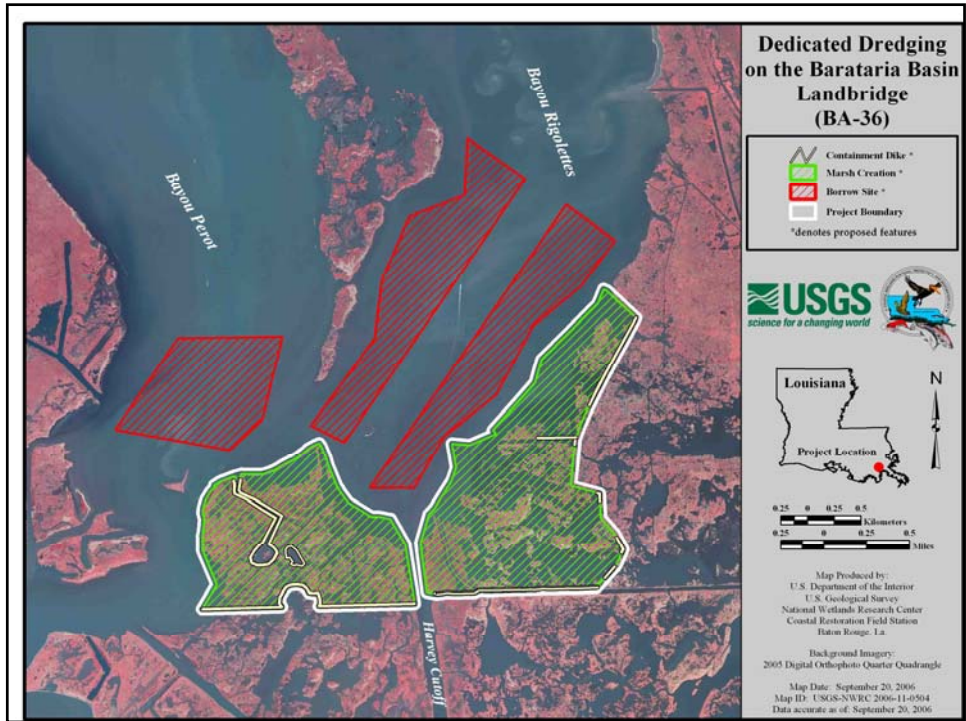 Bayou Perot
Bayou Rigolettes
Harvey Cutoff
Dedicated Dredging
on the Barataria Basin
Landbridge
(BA-36)
Containment Dike *
Marsh Creation *
Borrow Site *
Project Boundary
*denotes proposed features
USGS
science for a changing world
Louisiana
Project Location
N
0.25 0 0.25 0.5
Kilometers
0.25 0 0.25 0.5
Miles
Map Produced by:
U.S. Department of the Interior
U.S. Geological Survey
National Wetlands Research Center
Coastal Restoration Field Station
Baton Rouge, La.
Background Imagery:
2005 Digital Orthophoto Quarter Quadrangle
Map Date: September 20, 2006
Map ID: USGS-NWRC 2006-11-0504
Data accurate as of: September 20, 2006